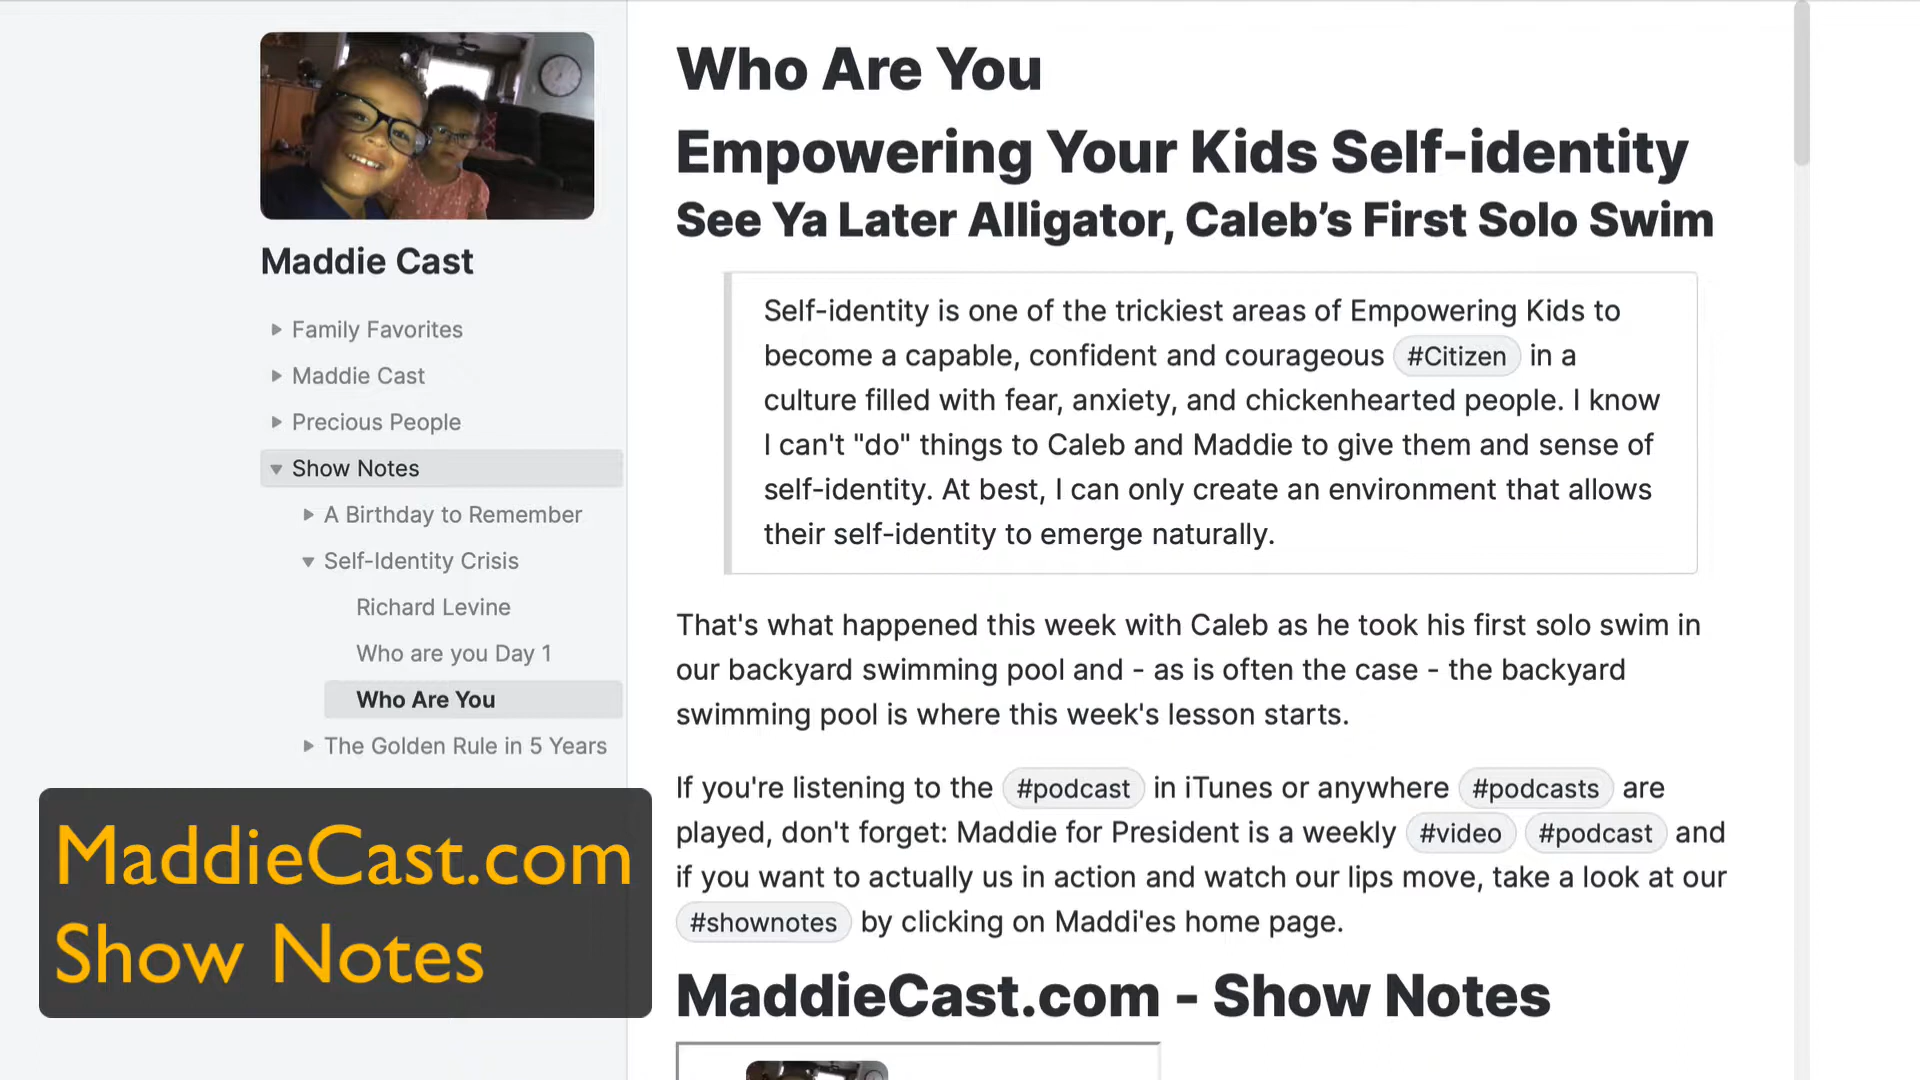 Maddie Cast
Family Favorites
Maddie Cast
Precious People
Show Notes
A Birthday to Remember
Self-Identity Crisis
Richard Levine
Who are you Day 1
Who Are You
The Golden Rule in 5 Years
MaddieCast.com
Show Notes
Who Are You
Empowering Your Kids Self-identity
See Ya Later Alligator, Caleb’s First Solo Swim
Self-identity is one of the trickiest areas of Empowering Kids to
become a capable, confident and courageous #Citizen in a
culture filled with fear, anxiety, and chickenhearted people. I know
I can't "do" things to Caleb and Maddie to give them and sense of
self-identity. At best, I can only create an environment that allows
their self-identity to emerge naturally.
That's what happened this week with Caleb as he took his first solo swim in
our backyard swimming pool and - as is often the case - the backyard
swimming pool is where this week's lesson starts.
If you're listening to the #podcast in iTunes or anywhere #podcasts are
played, don't forget: Maddie for President is a weekly #video #podcast and
if you want to actually us in action and watch our lips move, take a look at our
#shownotes by clicking on Maddi'es home page.
MaddieCast.com - Show Notes